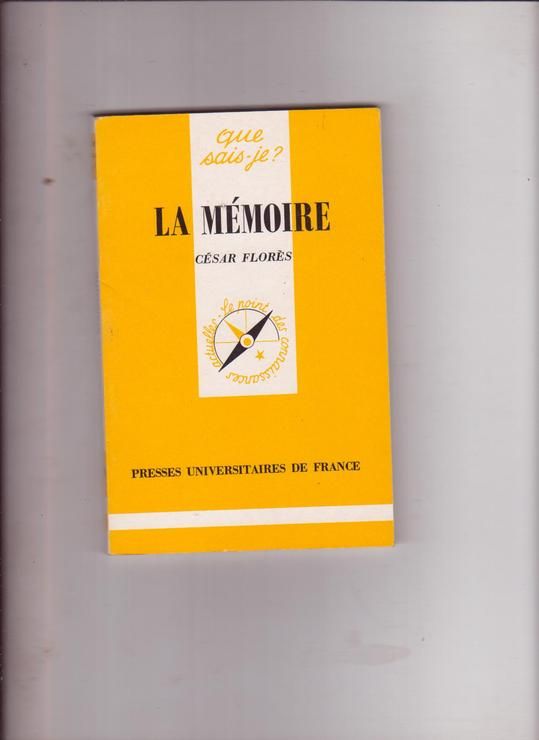 que
sais-je?
LA MÉMOIRE
CÉSAR FLORÈS
Le point des connaissances actuelles
PRESSES UNIVERSITAIRES DE FRANCE